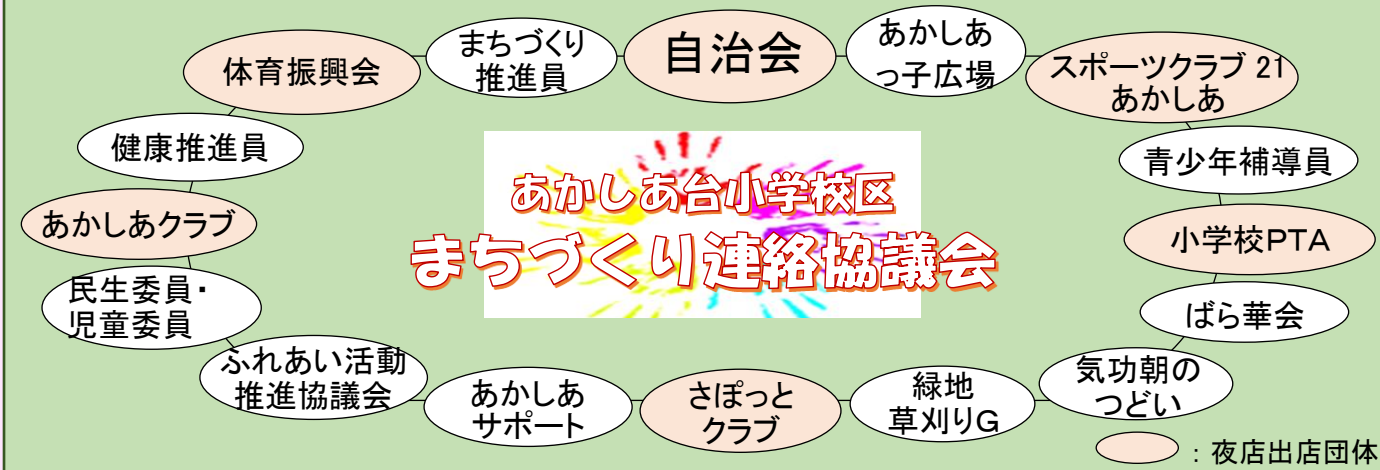 自治会
あかしあ
っ子広場
スポーツクラブ 21
あかしあ
青少年補導員
小学校PTA
ばら華会
気功朝の
つどい
緑地
草刈りG
さぽっと
クラブ
あかしあ
サポート
ふれあい活動
推進協議会
民生委員・
児童委員
あかしあクラブ
健康推進員
体育振興会
まちづくり
推進員
あかしあ台小学校区
まちづくり連絡協議会
：夜店出店団体